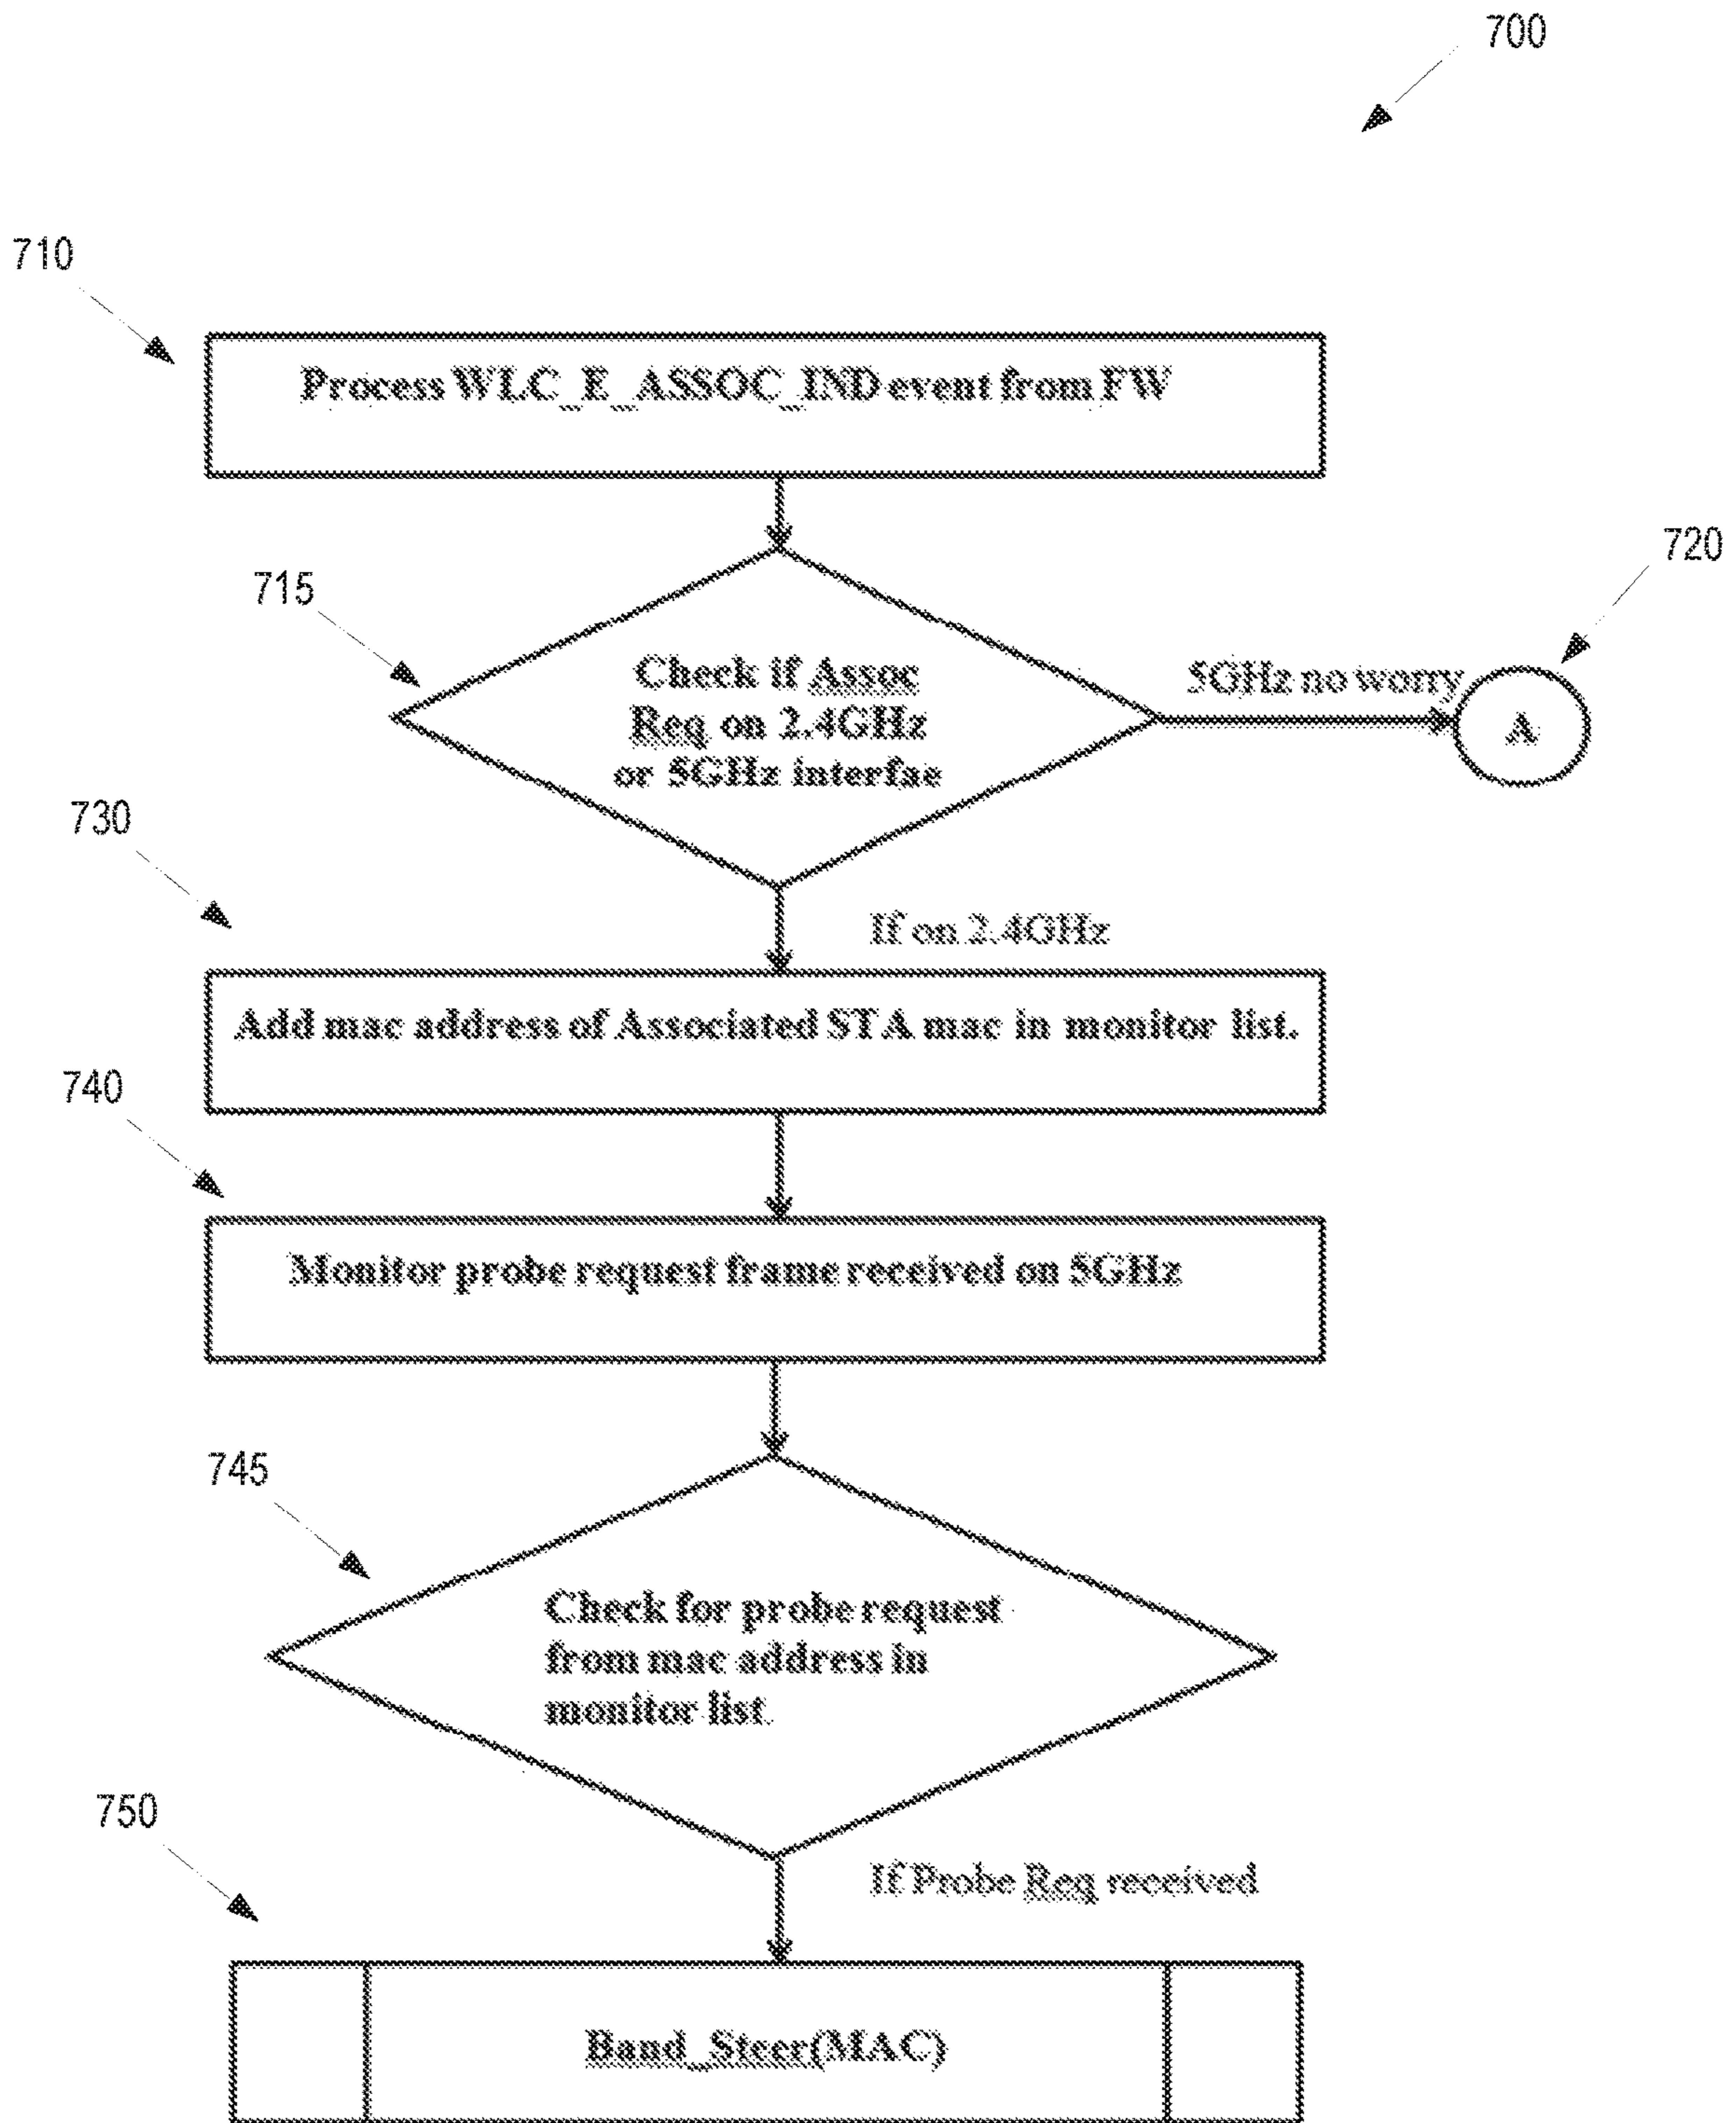 700
710
Process WLC_E_ASSOC_IND event from FW
715
720
Check if Assoc
Req on 2.4GHz
or 5GHz interfae
5GHz no worry
A
730
If on 2.4GHz
Add mac address of Associated STA mac in monitor list.
740
Monitor probe request frame received on 5GHz
745
Check for probe request
from mac address in
monitor list.
750
If Probe Req received
Band_Steer(MAC)